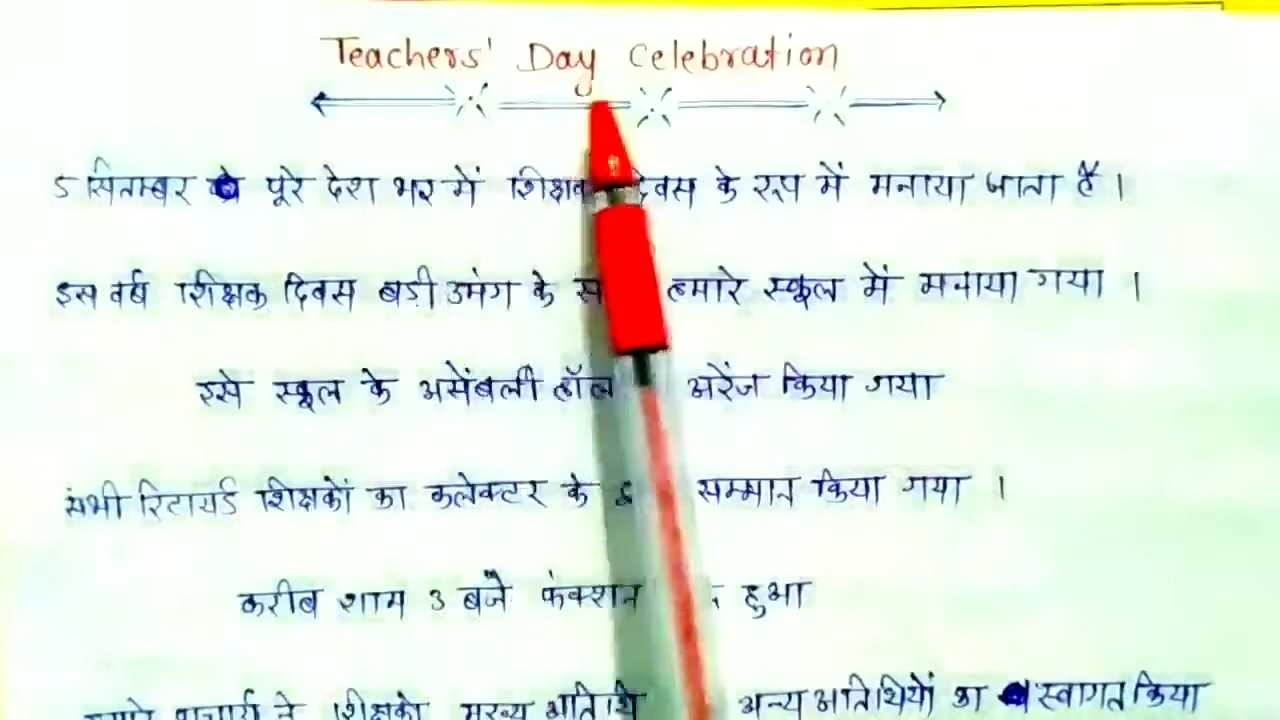 Teachers' Day Celebration
5 सितम्बर पूरे देश भर में शिक्षक दिवस के रूप में मनाया जाता है ।
इस वर्ष शिक्षक दिवस बड़ी उमंग के हमारे स्कूल में मनाया गया ।
इसे स्कूल के असेंबली हॉल अरेंज किया गया
सभी रिटायर्ड शिक्षकों का कलेक्टर के सम्मान किया गया ।
करीब शाम 3 बजे फंक्शन हुआ
ने शिक्षको मुख्य अतिथि अन्य अतिथियों का स्वागत किया